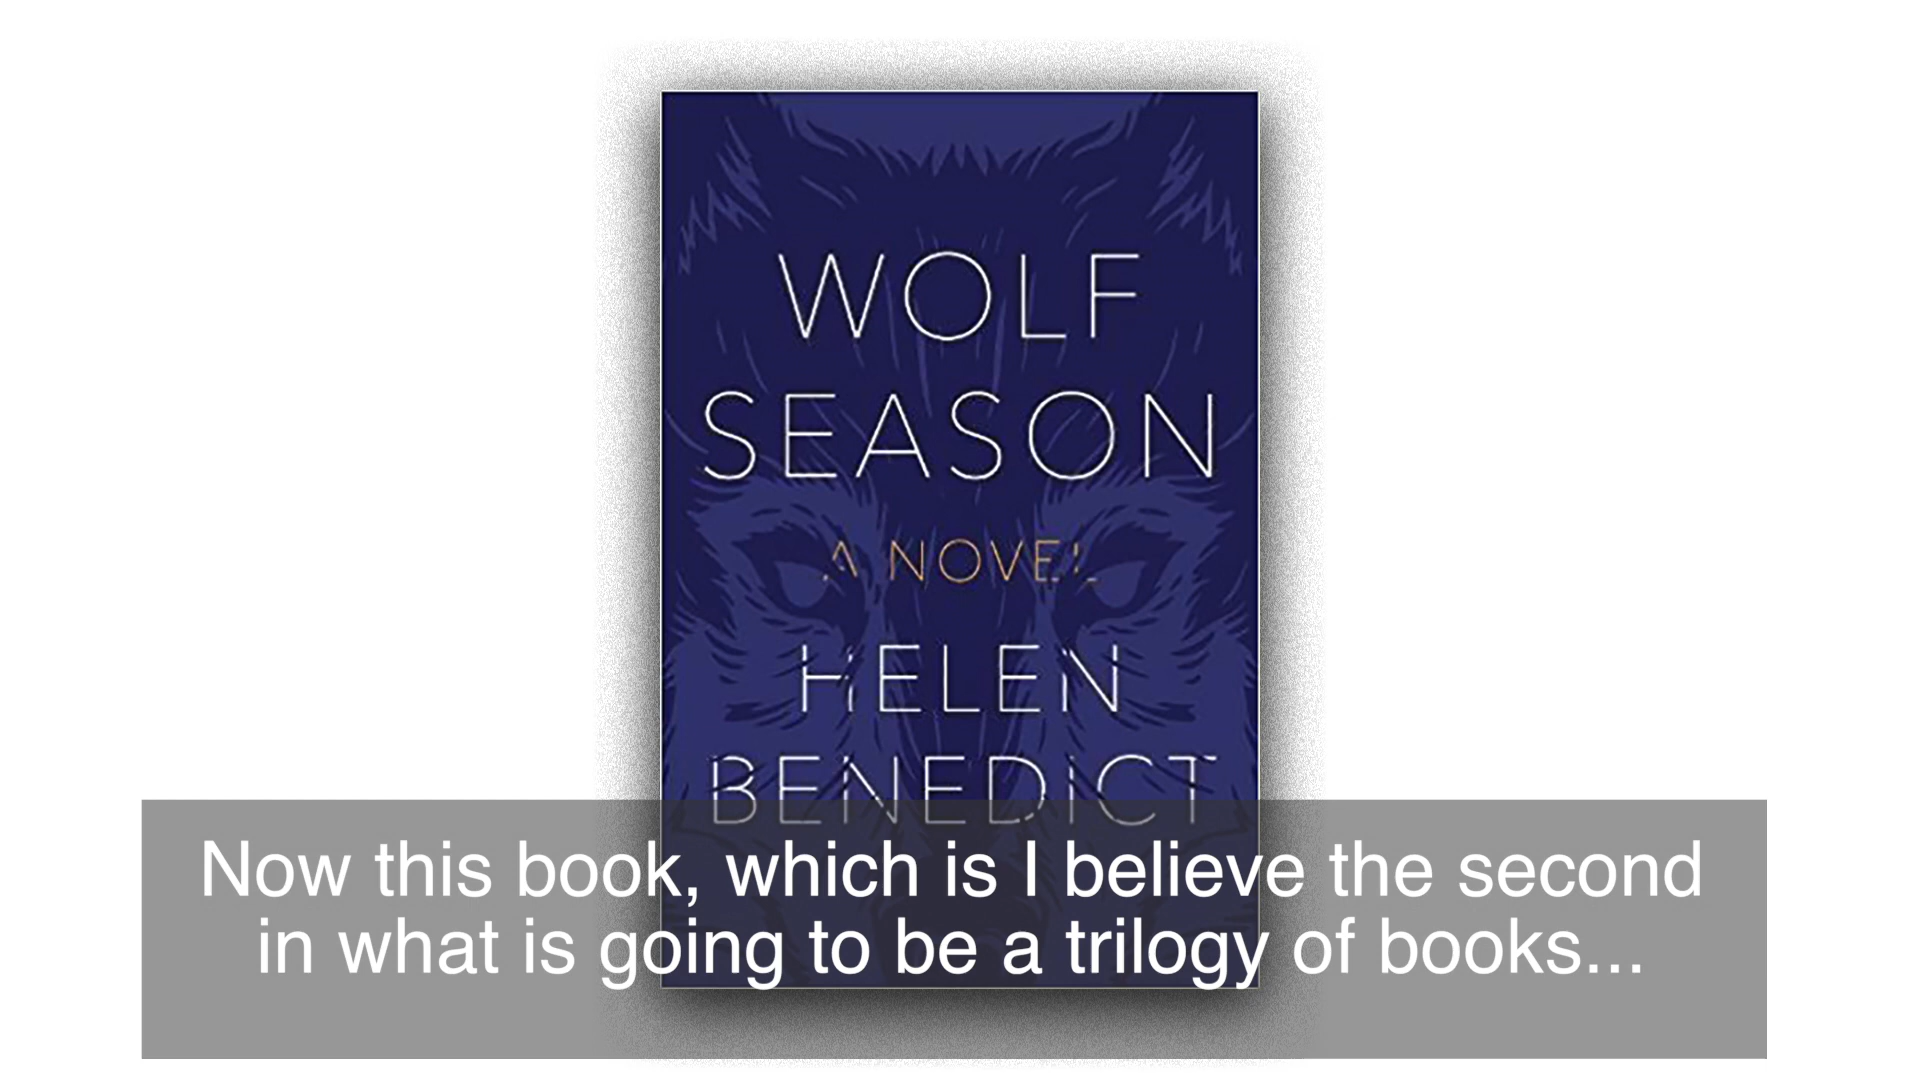 WOLF
SEASON
A NOVEL
HELEN
BENEDICT
Now this book, which is I believe the second
in what is going to be a trilogy of books...